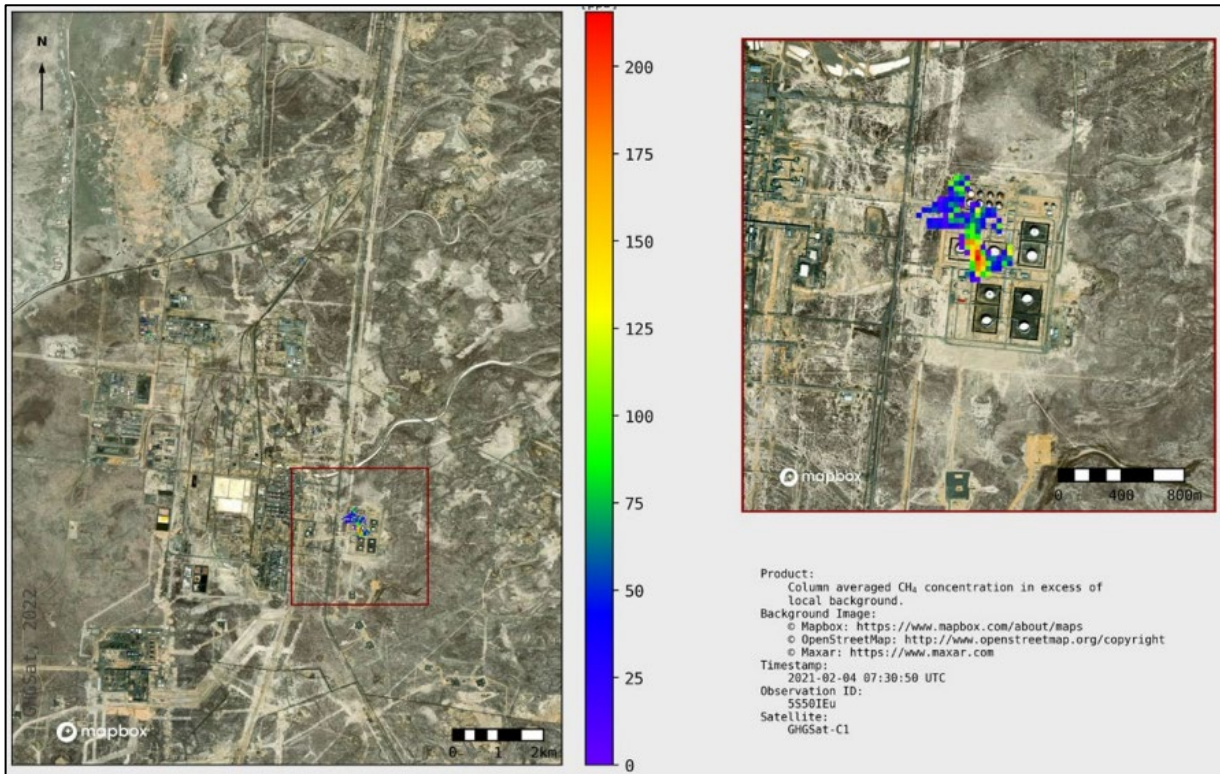 N
GHGSat 2022
mapbox
0 1 2km
200
175
150
125
100
75
50
25
0
mapbox
0 400 800m
Product:
Column averaged CH₄ concentration in excess of
local background.
Background Image:
© Mapbox: https://www.mapbox.com/about/maps
© OpenStreetMap: http://www.openstreetmap.org/copyright
© Maxar: https://www.maxar.com
Timestamp:
2021-02-04 07:30:50 UTC
Observation ID:
5S50IEu
Satellite:
GHGSat-C1